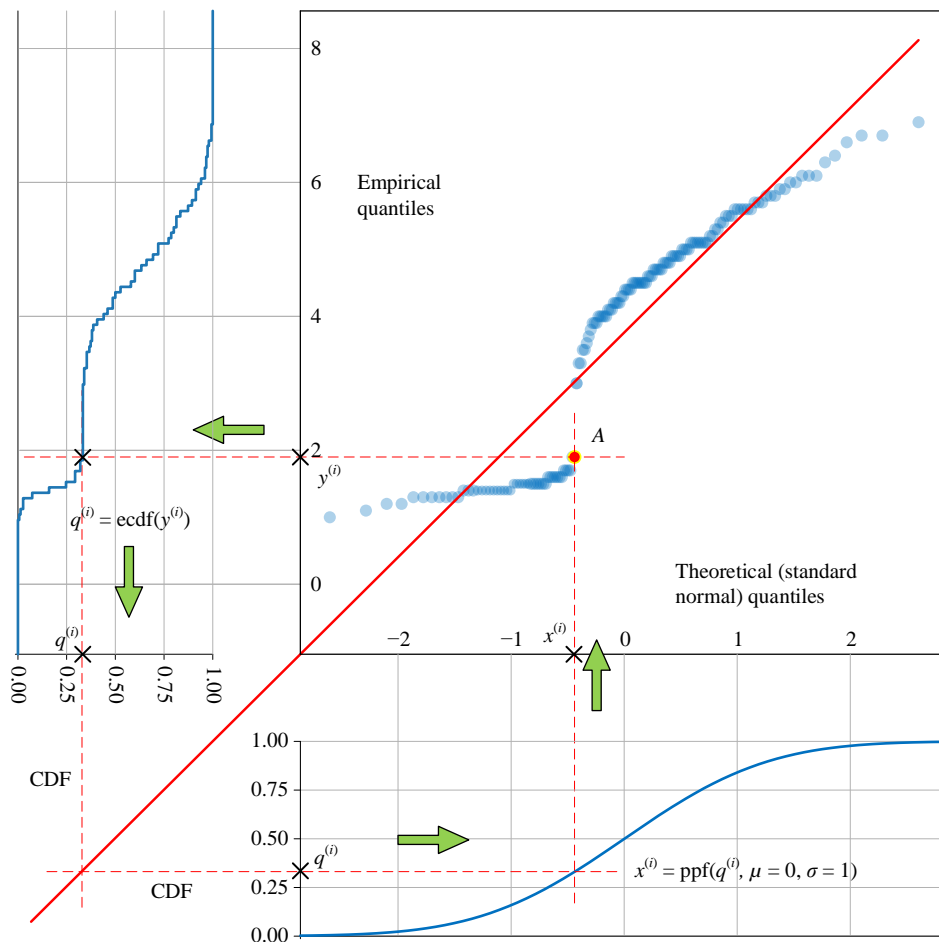 8
6
4
2
0
Empirical
quantiles
A
y^(i)
q^(i) = ecdf(y^(i))
Theoretical (standard
normal) quantiles
q^(i)
x^(i)
−2
−1
0
1
2
0.00
0.25
0.50
0.75
1.00
1.00
0.75
0.50
0.25
0.00
CDF
CDF
q^(i)
x^(i) = ppf(q^(i), μ = 0, σ = 1)